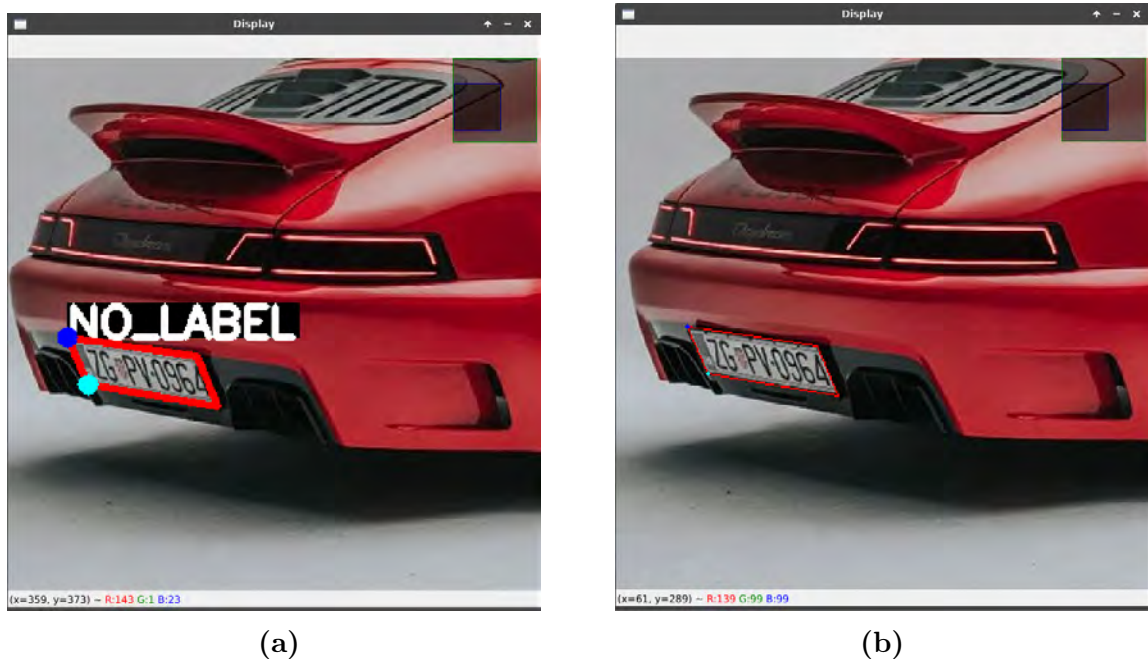 Display
NO_LABEL
ZG PV·0964
(x=359, y=373) ~ R:143 G:1 B:23
(a)
Display
ZG PV·0964
(x=61, y=289) ~ R:139 G:99 B:99
(b)